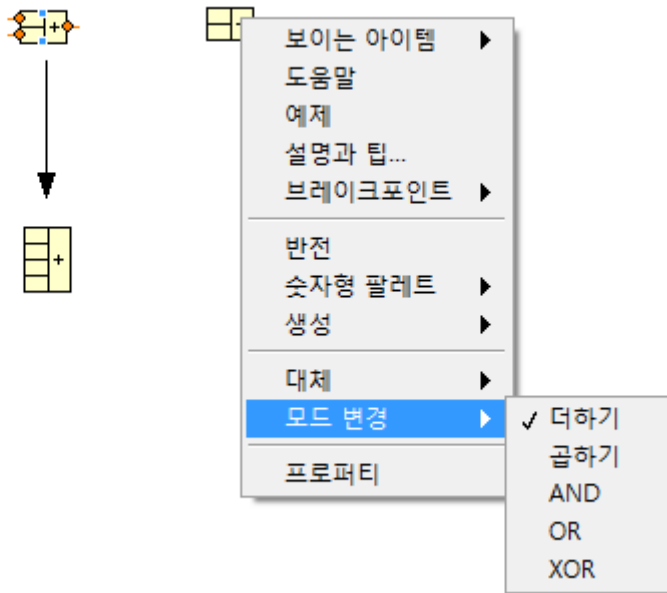 보이는 아이템
도움말
예제
설명과 팁...
브레이크포인트
반전
숫자형 팔레트
생성
대체
모드 변경
프로퍼티
✓ 더하기
곱하기
AND
OR
XOR